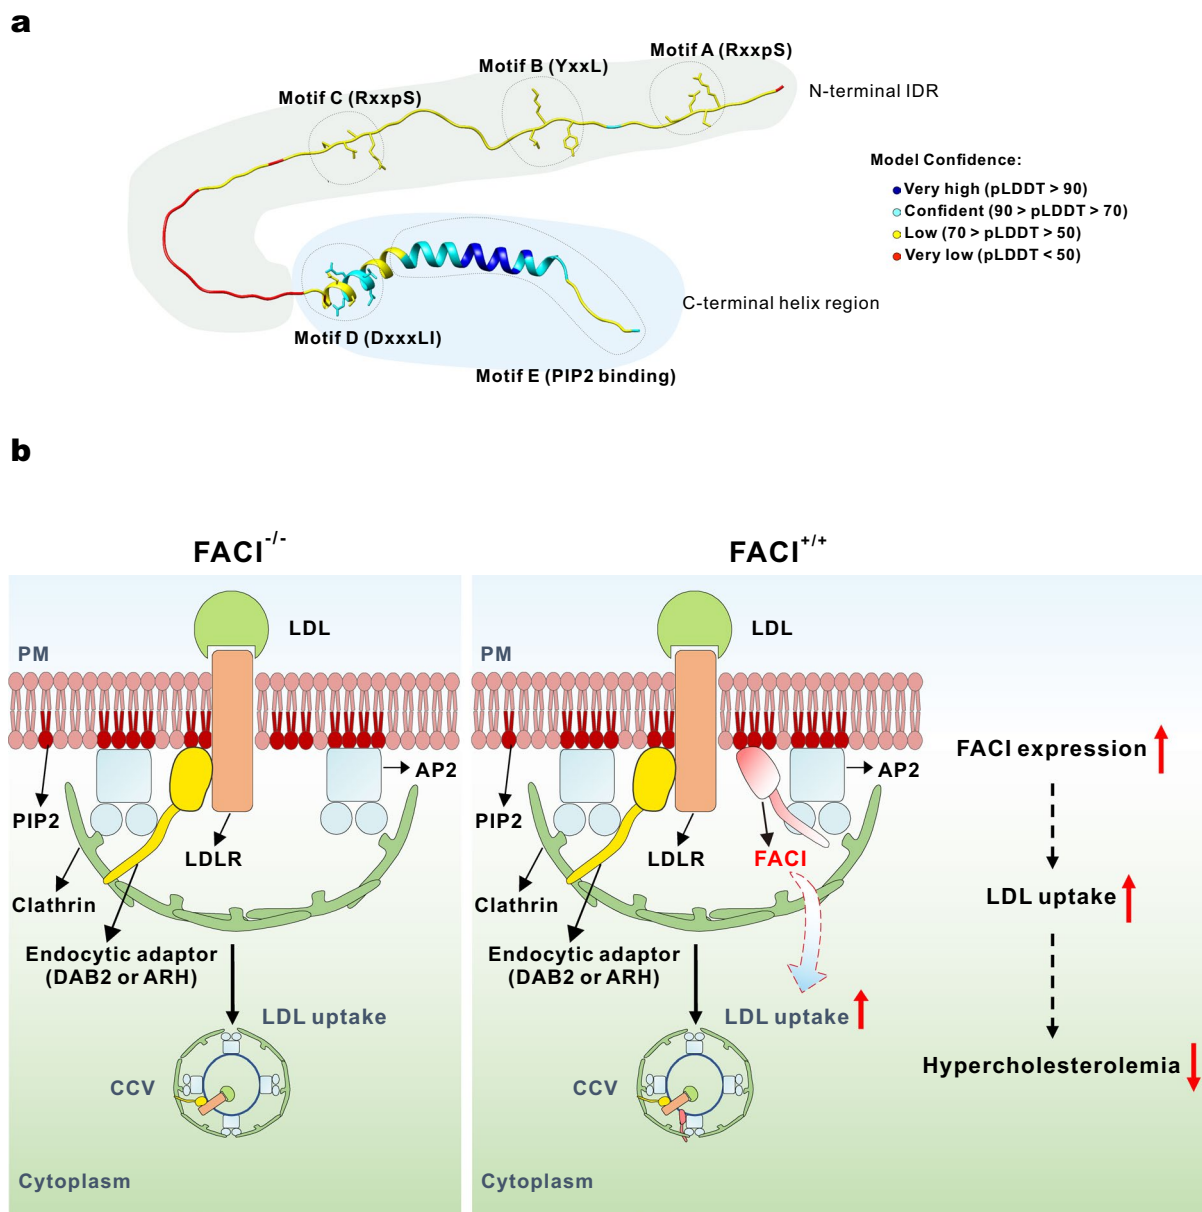 a
Motif A (RxxpS)
Motif B (YxxL)
Motif C (RxxpS)
N-terminal IDR
Model Confidence:
Very high (pLDDT > 90)
Confident (90 > pLDDT > 70)
Low (70 > pLDDT > 50)
Very low (pLDDT < 50)
C-terminal helix region
Motif D (DxxxLI)
Motif E (PIP2 binding)
b
FACI-/-
LDL
PM
AP2
PIP2
LDLR
Clathrin
Endocytic adaptor
(DAB2 or ARH)
LDL uptake
CCV
Cytoplasm
FACI+/+
LDL
PM
AP2
PIP2
LDLR
FACI
Clathrin
Endocytic adaptor
(DAB2 or ARH)
LDL uptake
CCV
Cytoplasm
FACI expression
LDL uptake
Hypercholesterolemia